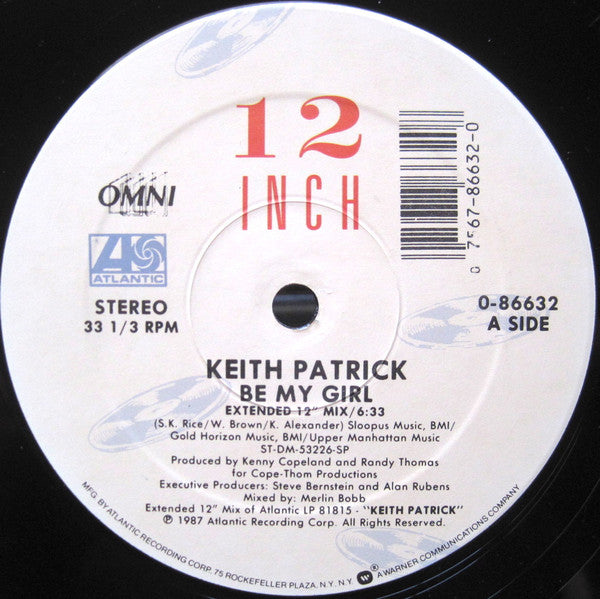 12
INCH
0 7567-86632-0
OMNI
ATLANTIC
STEREO
33 1/3 RPM
0-86632
A SIDE
KEITH PATRICK
BE MY GIRL
EXTENDED 12" MIX/6:33
(S.K. Rice/W. Brown/K. Alexander) Sloopus Music, BMI/
Gold Horizon Music, BMI/Upper Manhattan Music
ST-DM-53226-SP
Produced by Kenny Copeland and Randy Thomas
for Cope-Thom Productions
Executive Producers: Steve Bernstein and Alan Rubens
Mixed by: Merlin Bobb
Extended 12" Mix of Atlantic LP 81815 - "KEITH PATRICK"
℗ 1987 Atlantic Recording Corp. All Rights Reserved.
MFG. BY ATLANTIC RECORDING CORP. 75 ROCKEFELLER PLAZA, N.Y. N.Y. W A WARNER COMMUNICATIONS COMPANY